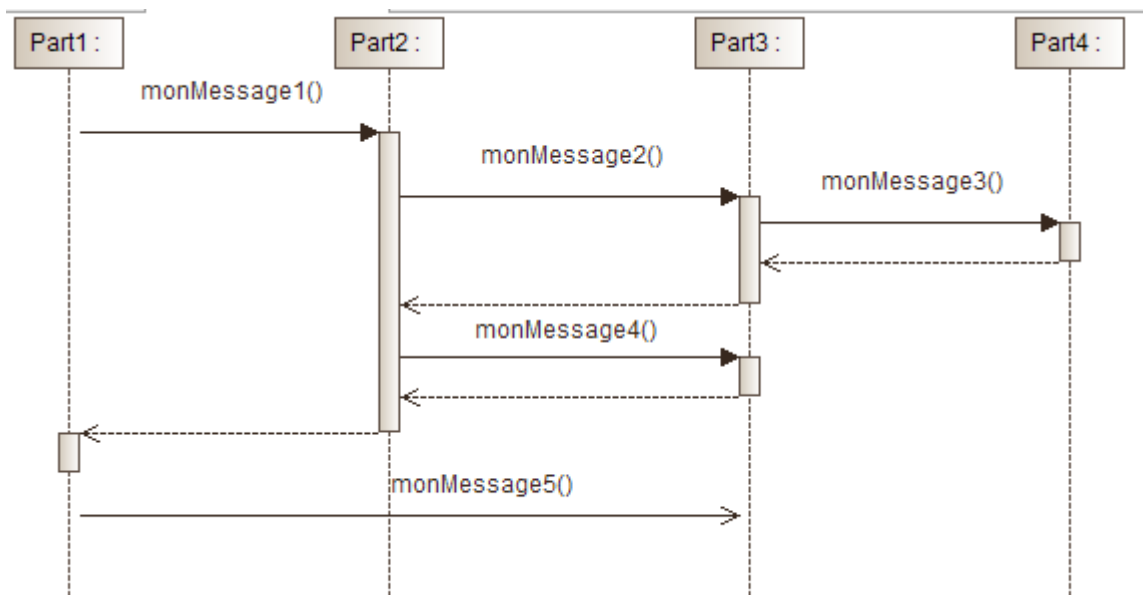 Part1 :
Part2 :
Part3 :
Part4 :
monMessage1()
monMessage2()
monMessage3()
monMessage4()
monMessage5()